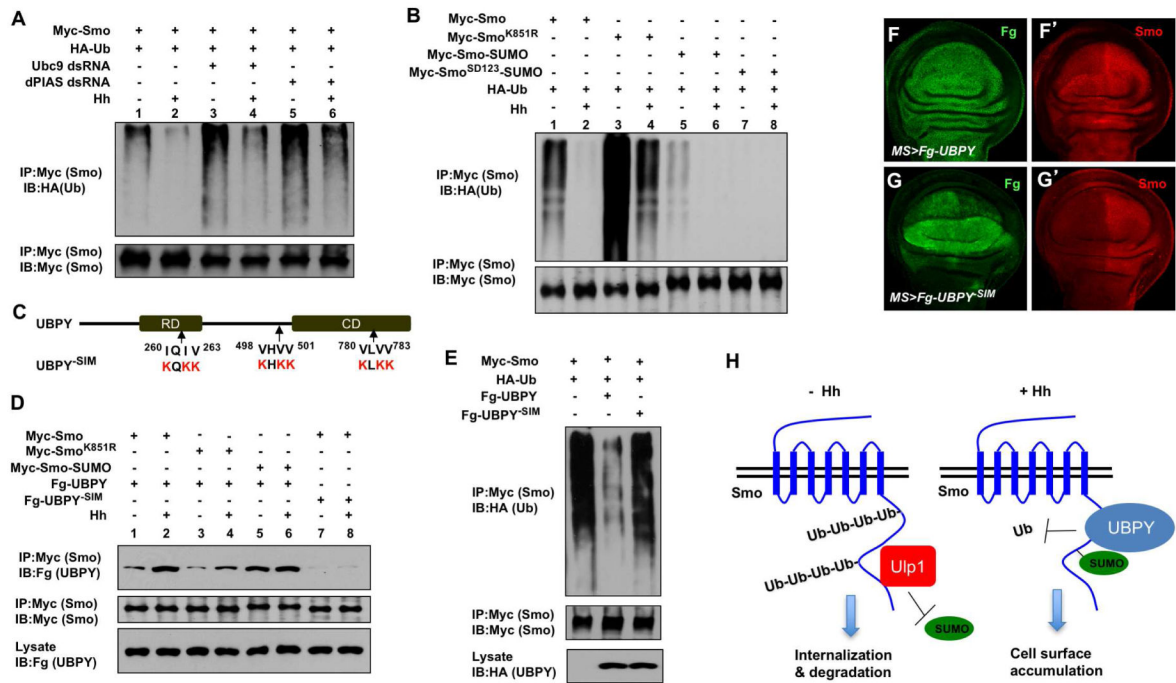 A
Myc-Smo + + + + + +
HA-Ub + + + + + +
Ubc9 dsRNA - - + + - -
dPIAS dsRNA - - - - + +
Hh - + - + - +
1 2 3 4 5 6
IP:Myc (Smo)
IB:HA(Ub)
IP:Myc (Smo)
IB:Myc (Smo)
B
Myc-Smo + + - - - - - -
Myc-Smo^K851R - - + + - - - -
Myc-Smo-SUMO - - - - + + - -
Myc-Smo^SD123-SUMO - - - - - - + +
HA-Ub + + + + + + + +
Hh - + - + - + - +
1 2 3 4 5 6 7 8
IP:Myc (Smo)
IB:HA(Ub)
IP:Myc (Smo)
IB:Myc (Smo)
C
UBPY RD CD
260 IQIV 263 498 VHVV 501 780 VLVV 783
UBPY^-SIM KQKK KHKK KLKK
D
Myc-Smo + + - - - - + +
Myc-Smo^K851R - - + + - - - -
Myc-Smo-SUMO - - - - + + - -
Fg-UBPY + + + + + + - -
Fg-UBPY^-SIM - - - - - - + +
Hh - + - + - + - +
1 2 3 4 5 6 7 8
IP:Myc (Smo)
IB:Fg (UBPY)
IP:Myc (Smo)
IB:Myc (Smo)
Lysate
IB:Fg (UBPY)
E
Myc-Smo + + +
HA-Ub + + +
Fg-UBPY - + -
Fg-UBPY^-SIM - - +
IP:Myc (Smo)
IB:HA (Ub)
IP:Myc (Smo)
IB:Myc (Smo)
Lysate
IB:HA (UBPY)
F Fg
MS>Fg-UBPY
F' Smo
G Fg
MS>Fg-UBPY^-SIM
G' Smo
H
- Hh
+ Hh
Smo
Ub-Ub-Ub-Ub-
Ub-Ub-Ub-Ub-
Ulp1
SUMO
Internalization
& degradation
Smo
Ub
UBPY
SUMO
Cell surface
accumulation